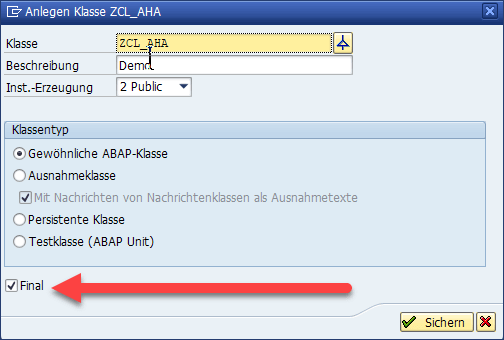 Anlegen Klasse ZCL_AHA
Klasse ZCL_AHA
Beschreibung Demo
Inst.-Erzeugung 2 Public
Klassentyp
Gewöhnliche ABAP-Klasse
Ausnahmeklasse
Mit Nachrichten von Nachrichtenklassen als Ausnahmetexte
Persistente Klasse
Testklasse (ABAP Unit)
Final
Sichern